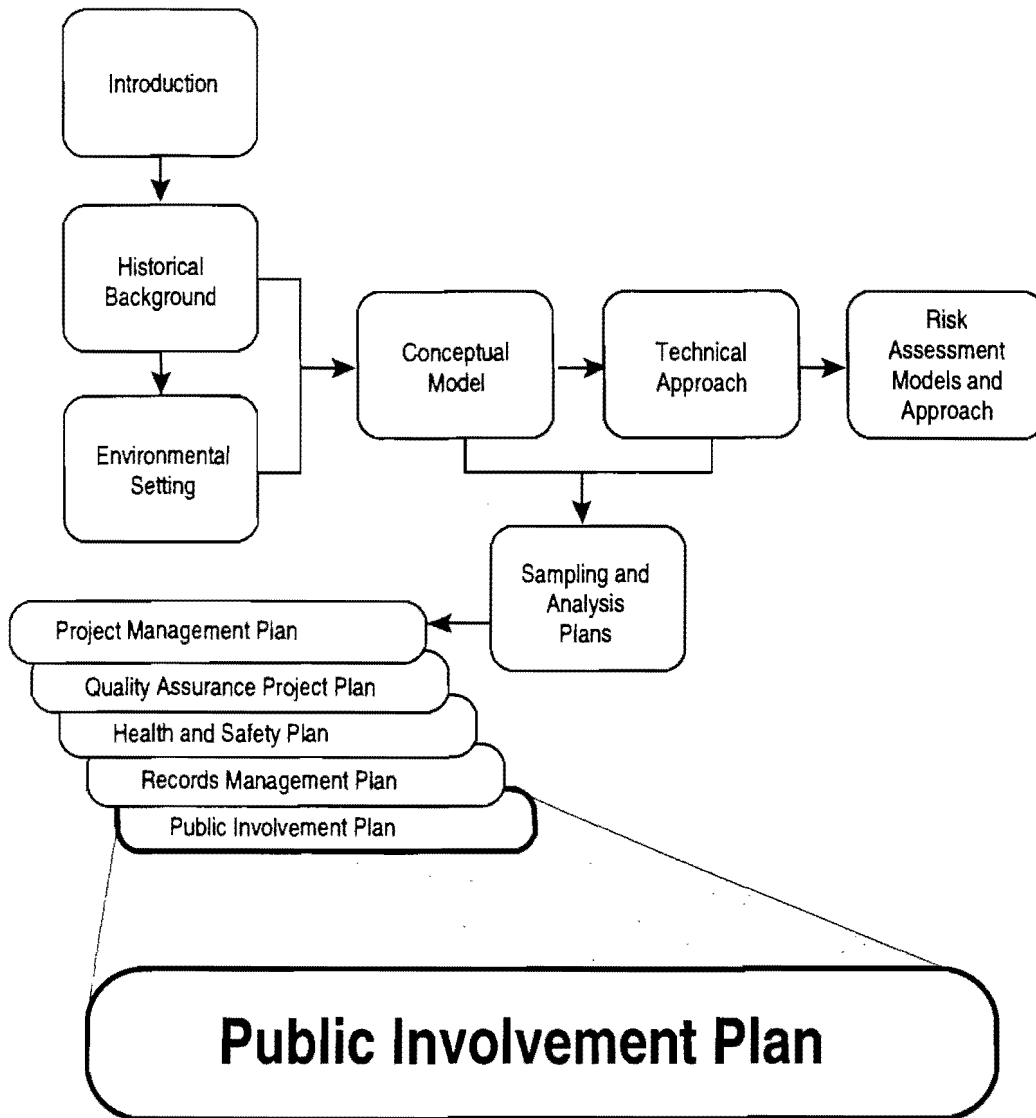 Introduction
Historical
Background
Environmental
Setting
Conceptual
Model
Technical
Approach
Risk
Assessment
Models and
Approach
Sampling and
Analysis
Plans
Project Management Plan
Quality Assurance Project Plan
Health and Safety Plan
Records Management Plan
Public Involvement Plan
Public Involvement Plan